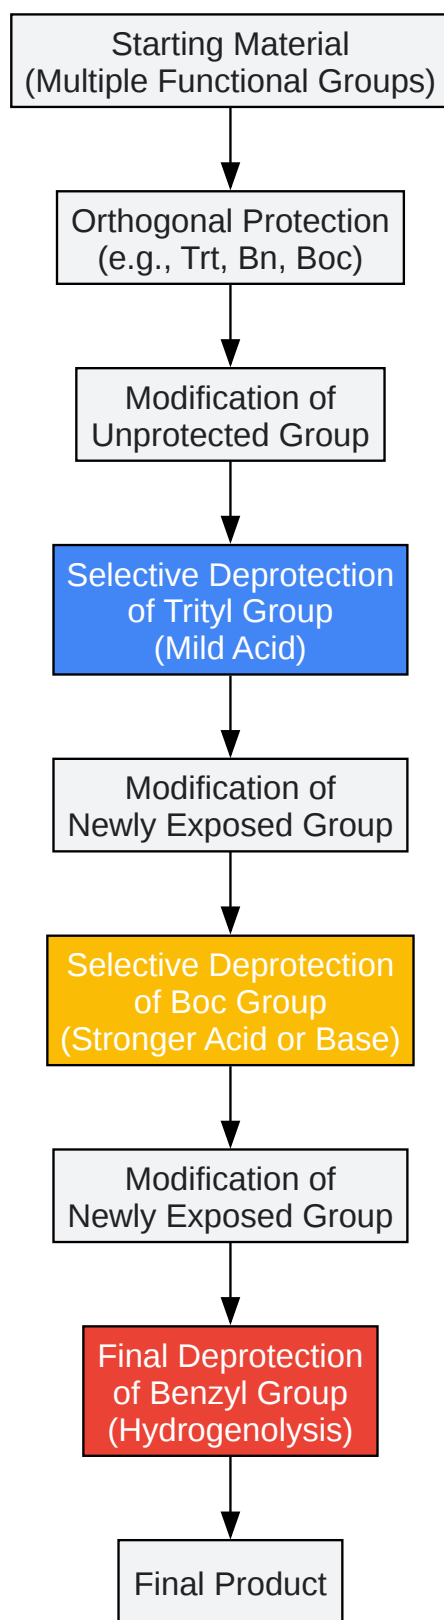 Starting Material
(Multiple Functional Groups)
Orthogonal Protection
(e.g., Trt, Bn, Boc)
Modification of
Unprotected Group
Selective Deprotection
of Trityl Group
(Mild Acid)
Modification of
Newly Exposed Group
Selective Deprotection
of Boc Group
(Stronger Acid or Base)
Modification of
Newly Exposed Group
Final Deprotection
of Benzyl Group
(Hydrogenolysis)
Final Product